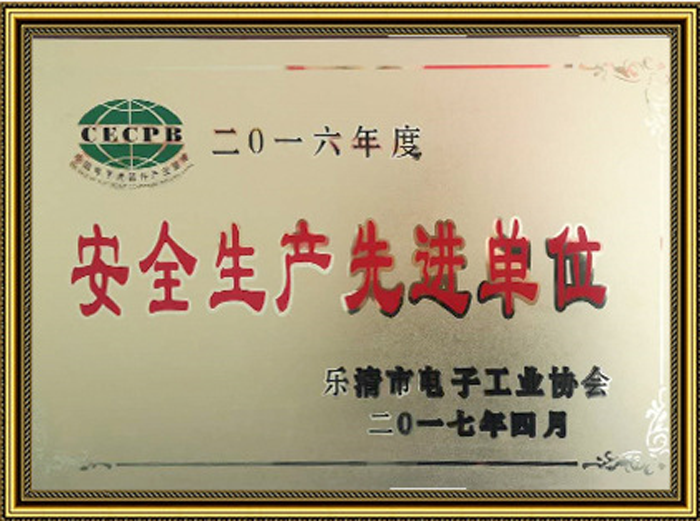 CECPB
二0一六年度
安全生产先进单位
乐清市电子工业协会
二0一七年四月